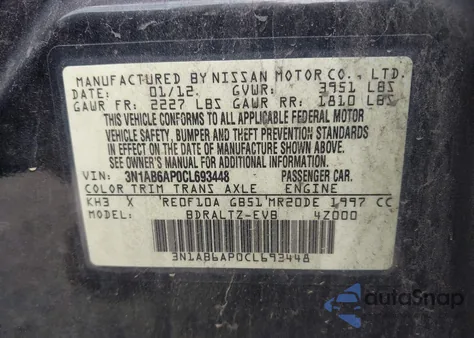 MANUFACTURED BY NISSAN MOTOR CO., LTD.
DATE: 01/12. GVWR: 3951 LBS
GAWR FR: 2227 LBS GAWR RR: 1810 LBS
THIS VEHICLE CONFORMS TO ALL APPLICABLE FEDERAL MOTOR
VEHICLE SAFETY, BUMPER AND THEFT PREVENTION STANDARDS
IN EFFECT ON THE DATE OF MANUFACTURE SHOWN ABOVE.
SEE OWNER'S MANUAL FOR ADDITIONAL INFORMATION.
VIN: 3N1AB6AP0CL693448 PASSENGER CAR.
COLOR TRIM TRANS AXLE ENGINE
KH3 X RE0F10A GB51 MR20DE 1997 CC
MODEL: BDRALTZ-EVB 4Z000
3N1AB6AP0CL693448
autoSnap